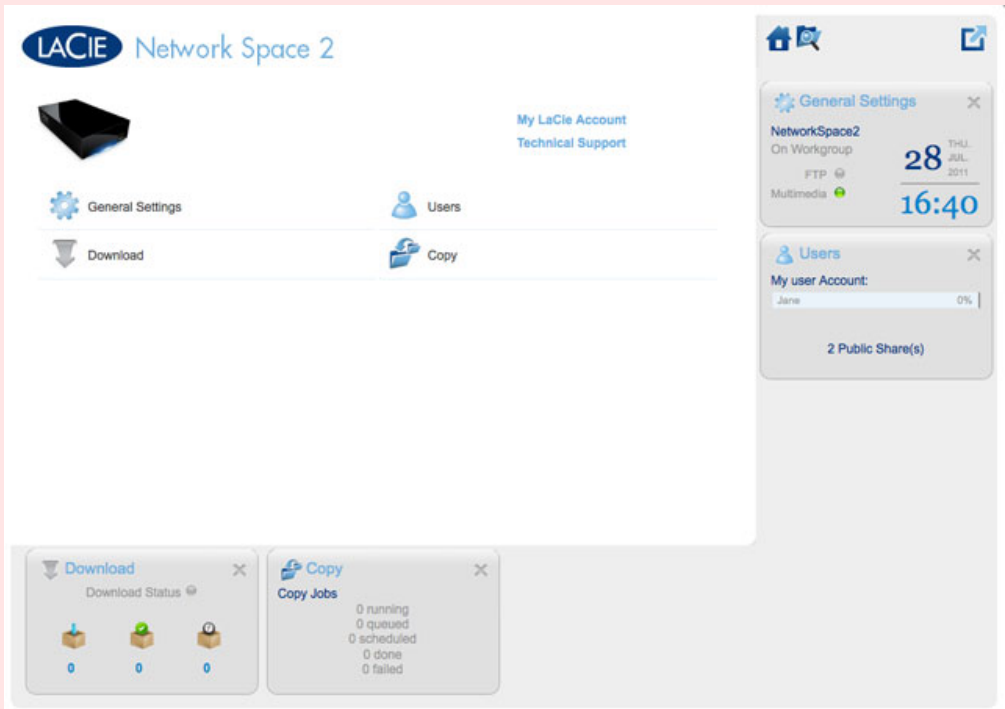 LACIE Network Space 2
My LaCie Account
Technical Support
General Settings
Users
Download
Copy
General Settings
NetworkSpace2
On Workgroup
FTP
Multimedia
28
THU.
JUL.
2011
16:40
Users
My user Account:
Jane 0%
2 Public Share(s)
Download
Download Status
0 0 0
Copy
Copy Jobs
0 running
0 queued
0 scheduled
0 done
0 failed